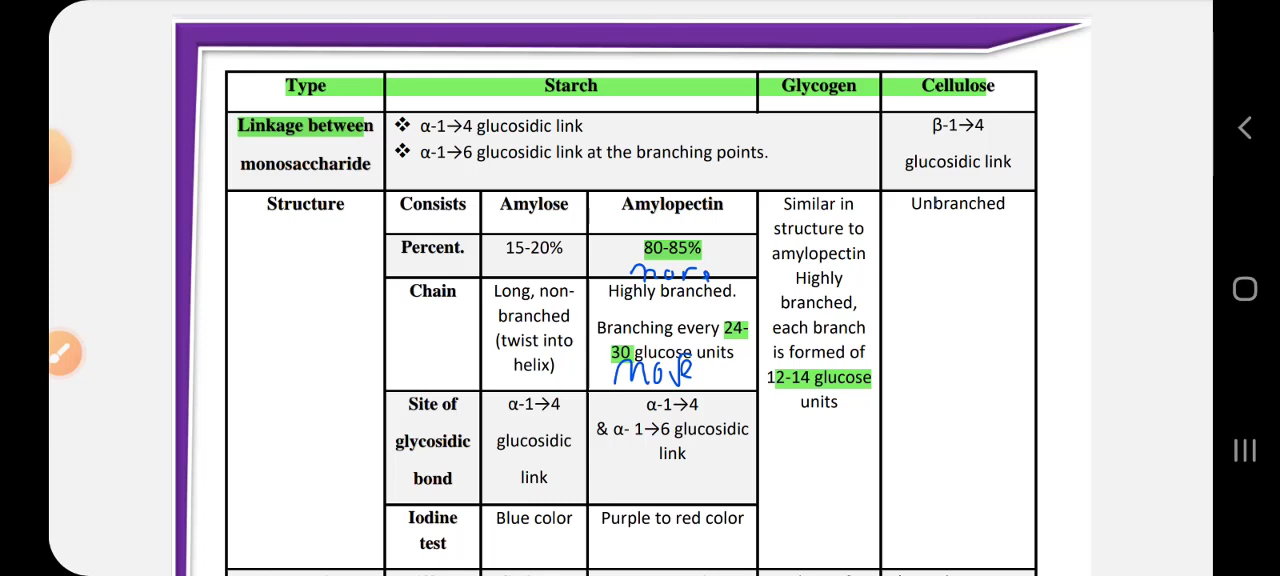 Type Starch Glycogen Cellulose
Linkage between
monosaccharide
❖ α-1→4 glucosidic link
❖ α-1→6 glucosidic link at the branching points.
β-1→4
glucosidic link
Structure
Consists Amylose Amylopectin
Percent. 15-20% 80-85%
Chain
Long, non-
branched
(twist into
helix)
Highly branched.
Branching every 24-
30 glucose units
more
Site of
glycosidic
bond
α-1→4
glucosidic
link
α-1→4
& α- 1→6 glucosidic
link
Iodine
test
Blue color
Purple to red color
Similar in
structure to
amylopectin
Highly
branched,
each branch
is formed of
12-14 glucose
units
Unbranched